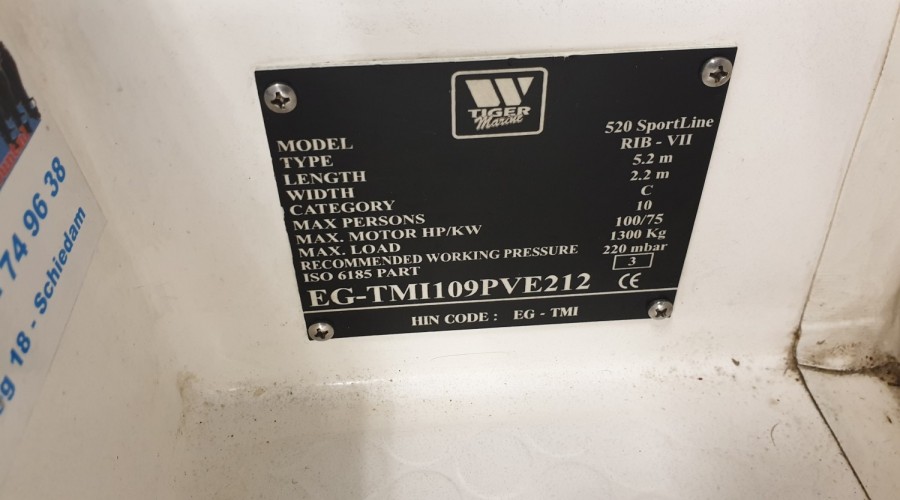 W
TIGER
Marine
MODEL 520 SportLine
TYPE RIB - VII
LENGTH 5.2 m
WIDTH 2.2 m
CATEGORY C
MAX PERSONS 10
MAX. MOTOR HP/KW 100/75
MAX. LOAD 1300 Kg
RECOMMENDED WORKING PRESSURE 220 mbar
ISO 6185 PART 3
EG-TMI109PVE212 CE
HIN CODE : EG - TMI
74 96 38
18 - Schiedam